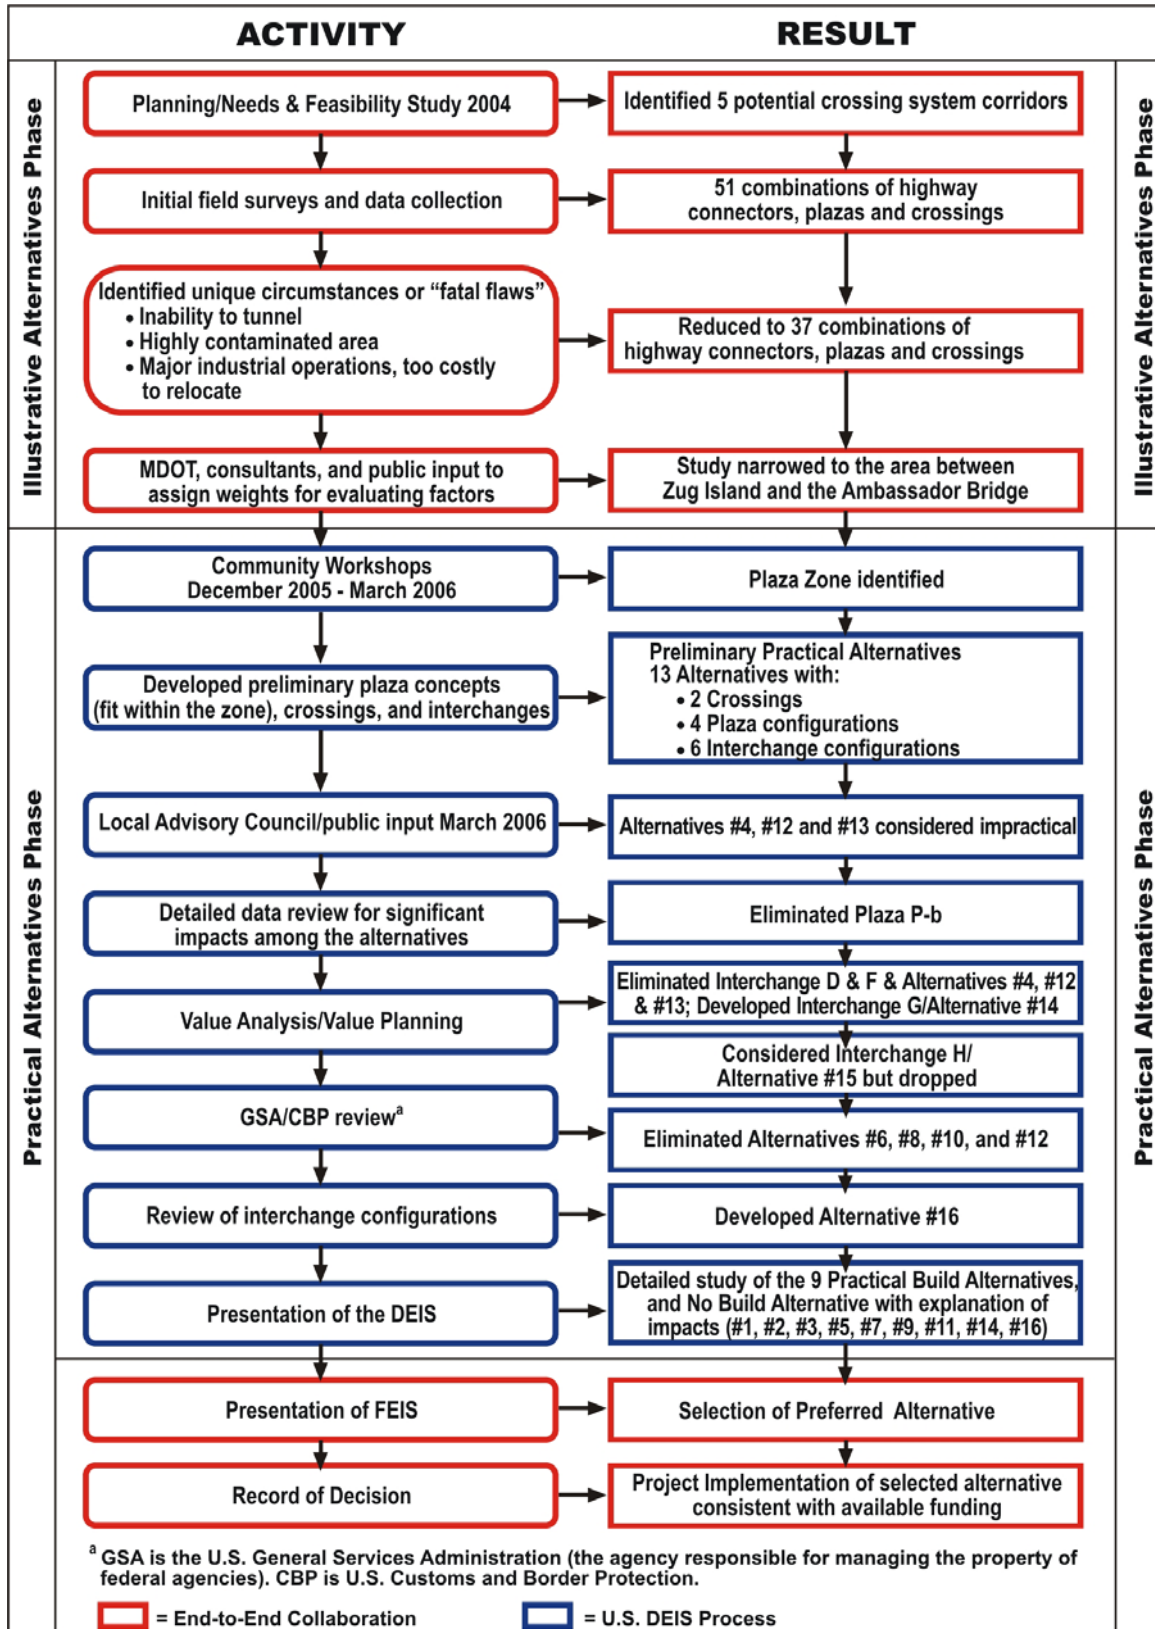 ACTIVITY
RESULT
Illustrative Alternatives Phase
Planning/Needs & Feasibility Study 2004
Identified 5 potential crossing system corridors
Initial field surveys and data collection
51 combinations of highway
connectors, plazas and crossings
Identified unique circumstances or “fatal flaws”
• Inability to tunnel
• Highly contaminated area
• Major industrial operations, too costly
to relocate
Reduced to 37 combinations of
highway connectors, plazas and crossings
MDOT, consultants, and public input to
assign weights for evaluating factors
Study narrowed to the area between
Zug Island and the Ambassador Bridge
Illustrative Alternatives Phase
Practical Alternatives Phase
Community Workshops
December 2005 - March 2006
Plaza Zone identified
Developed preliminary plaza concepts
(fit within the zone), crossings, and interchanges
Preliminary Practical Alternatives
13 Alternatives with:
• 2 Crossings
• 4 Plaza configurations
• 6 Interchange configurations
Local Advisory Council/public input March 2006
Alternatives #4, #12 and #13 considered impractical
Detailed data review for significant
impacts among the alternatives
Eliminated Plaza P-b
Value Analysis/Value Planning
Eliminated Interchange D & F & Alternatives #4, #12
& #13; Developed Interchange G/Alternative #14
Considered Interchange H/
Alternative #15 but dropped
GSA/CBP reviewᵃ
Eliminated Alternatives #6, #8, #10, and #12
Review of interchange configurations
Developed Alternative #16
Presentation of the DEIS
Detailed study of the 9 Practical Build Alternatives,
and No Build Alternative with explanation of
impacts (#1, #2, #3, #5, #7, #9, #11, #14, #16)
Presentation of FEIS
Selection of Preferred Alternative
Record of Decision
Project Implementation of selected alternative
consistent with available funding
Practical Alternatives Phase
ᵃ GSA is the U.S. General Services Administration (the agency responsible for managing the property of
federal agencies). CBP is U.S. Customs and Border Protection.
= End-to-End Collaboration
= U.S. DEIS Process